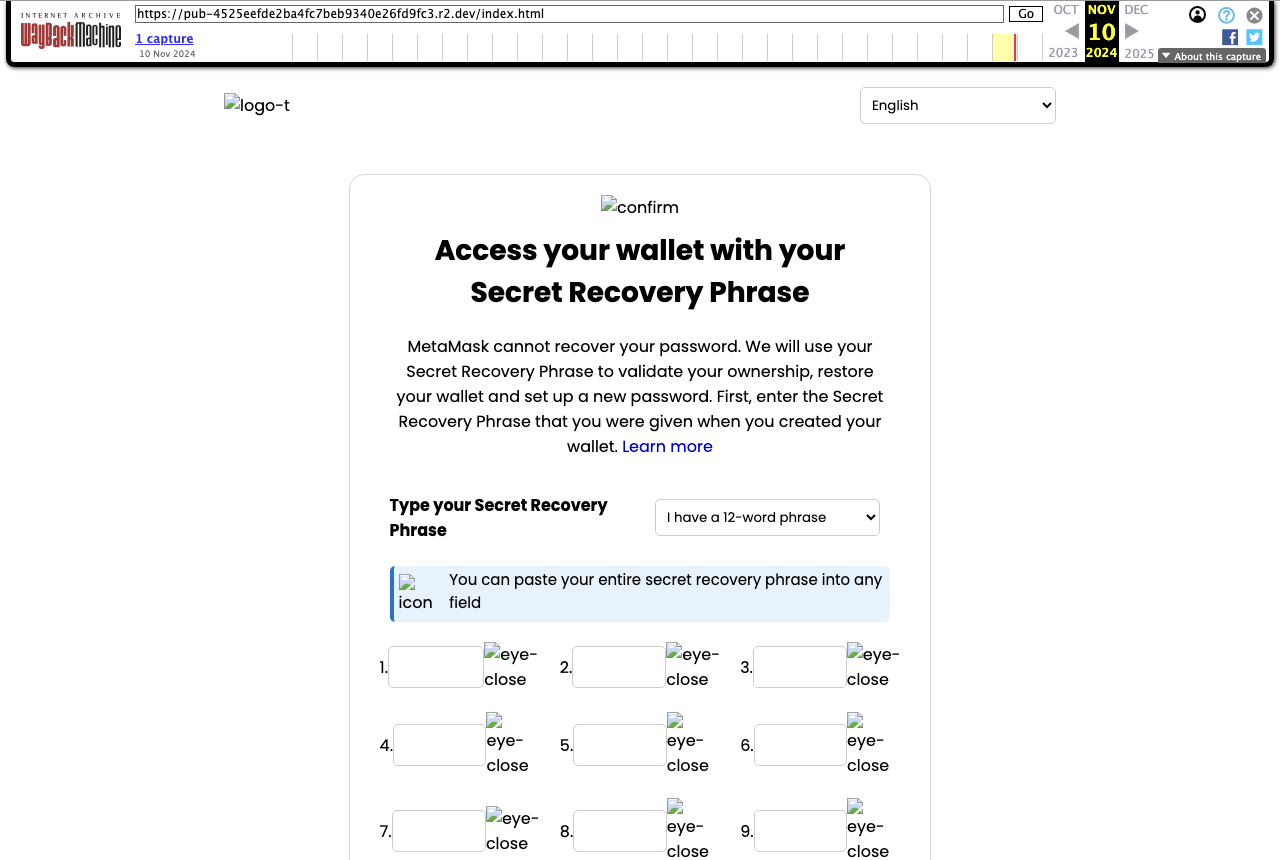 INTERNET ARCHIVE
WayBackMachine
https://pub-4525eefde2ba4fc7beb9340e26fd9fc3.r2.dev/index.html
Go
1 capture
10 Nov 2024
OCT NOV DEC
10
2023 2024 2025
About this capture
logo-t
English
confirm
Access your wallet with your
Secret Recovery Phrase
MetaMask cannot recover your password. We will use your
Secret Recovery Phrase to validate your ownership, restore
your wallet and set up a new password. First, enter the Secret
Recovery Phrase that you were given when you created your
wallet. Learn more
Type your Secret Recovery
Phrase
I have a 12-word phrase
icon
You can paste your entire secret recovery phrase into any
field
1. eye-
close
2. eye-
close
3. eye-
close
4. eye-
close
5. eye-
close
6. eye-
close
7. eye-
close
8. eye-
close
9. eye-
close